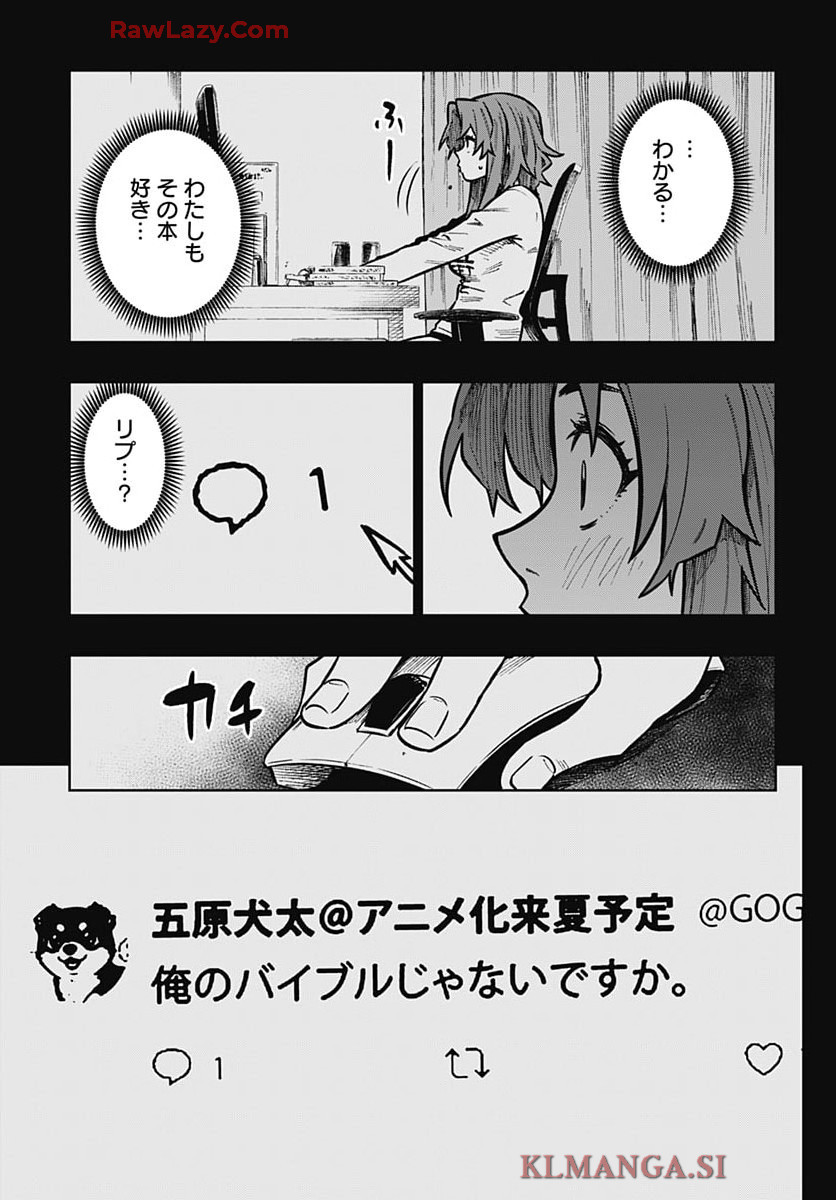 RawLazy.Com
…
わかる…
ふー
わたしも
その本
好き…
リプ…？
1
カチ
五原犬太@アニメ化来夏予定 @GOG
俺のバイブルじゃないですか。
1
KLMANGA.SI